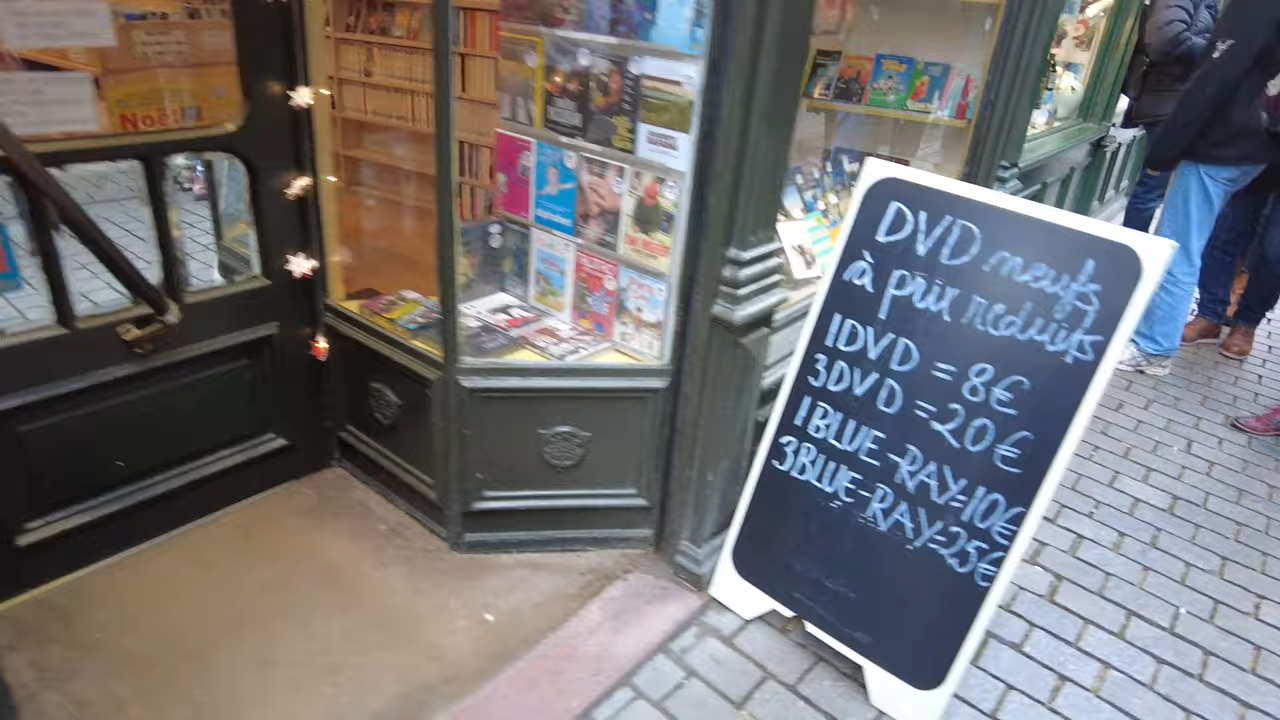 Noël
DVD neufs
à prix réduits
1DVD = 8€
3DVD = 20€
1BLUE-RAY=10€
3BLUE-RAY=25€